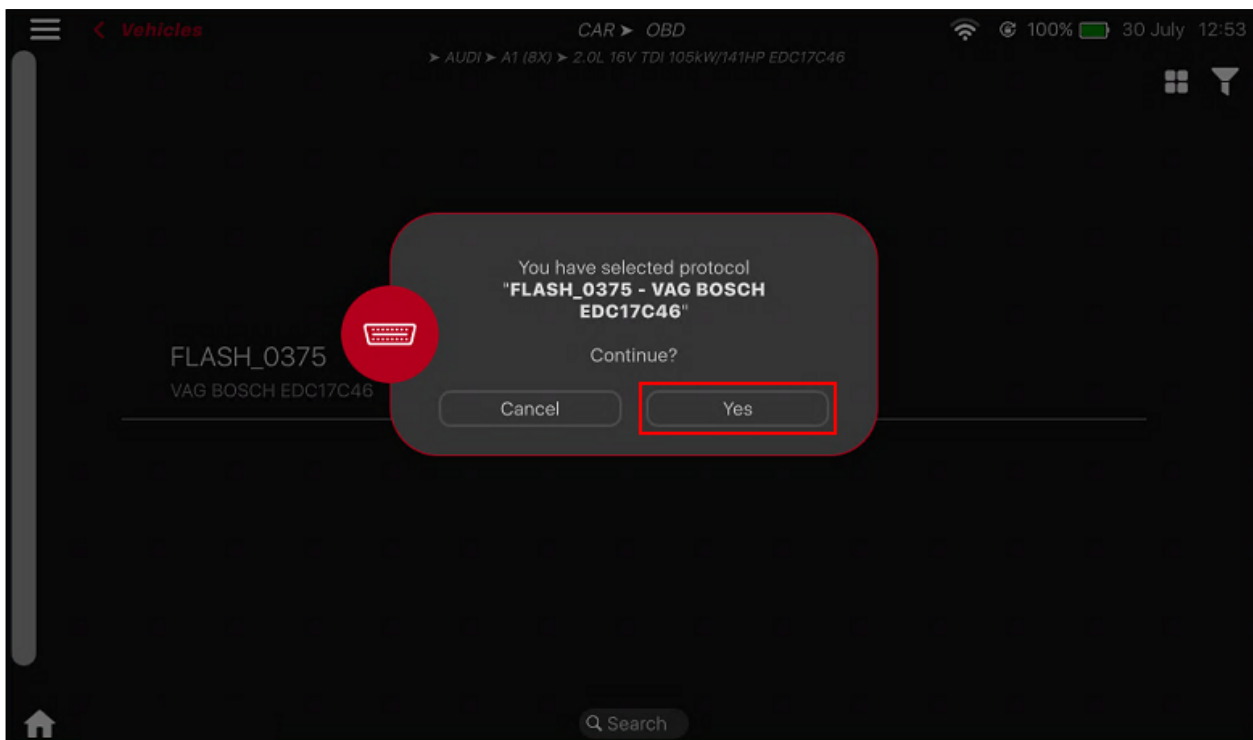 Vehicles
CAR ➤ OBD
100%
30 July 12:53
➤ AUDI ➤ A1 (8X) ➤ 2.0L 16V TDI 105kW/141HP EDC17C46
You have selected protocol
"FLASH_0375 - VAG BOSCH
EDC17C46"
Continue?
FLASH_0375
VAG BOSCH EDC17C46
Cancel
Yes
Search